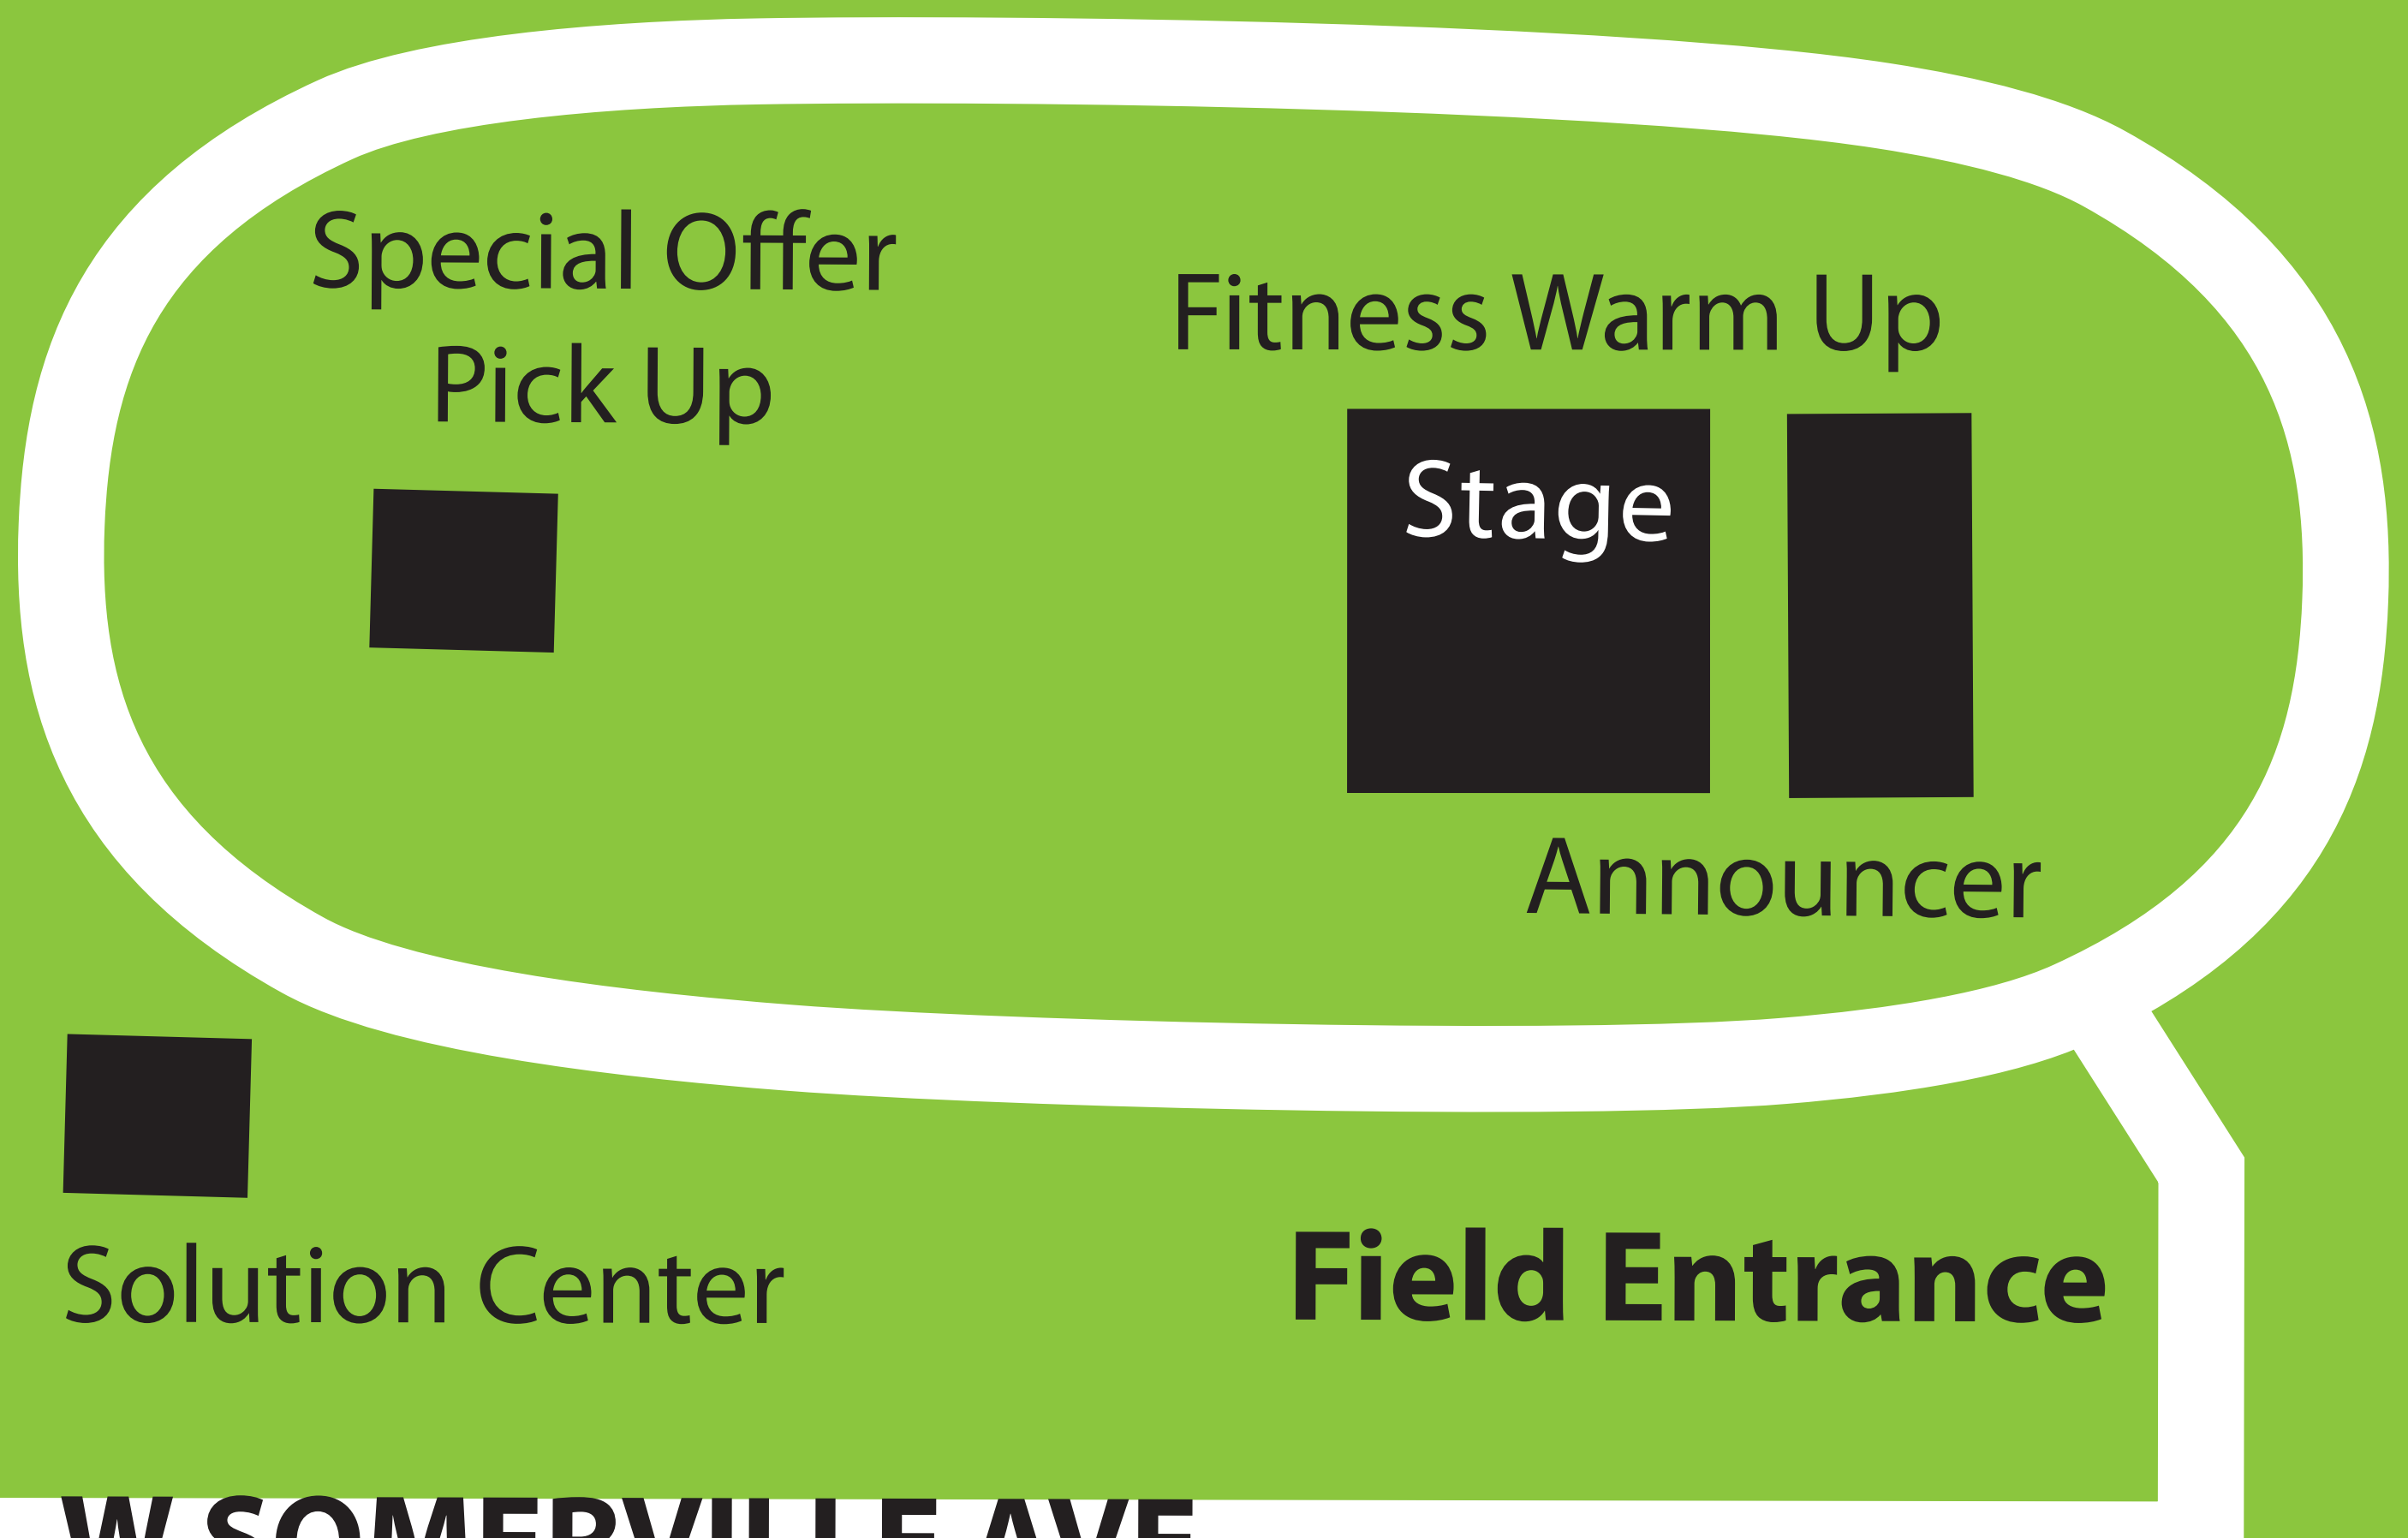 Special Offer
Pick Up
Fitness Warm Up
Stage
Announcer
Solution Center
Field Entrance
W SOMERVILLE AVE